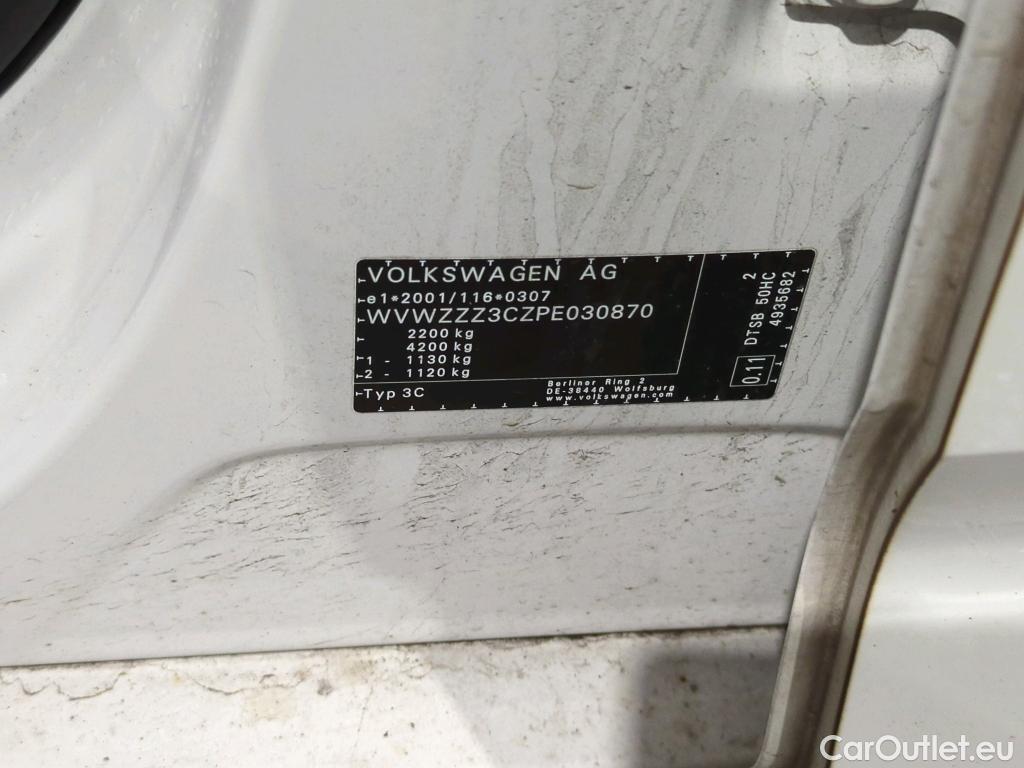 VOLKSWAGEN AG
e1*2001/116*0307
WVWZZZ3CZPE030870
2200 kg
4200 kg
1 - 1130 kg
2 - 1120 kg
Typ 3C
Berliner Ring 2
DE-38440 Wolfsburg
www.volkswagen.com
0.11
DTSB 50HC
2
4935682
CarOutlet.eu